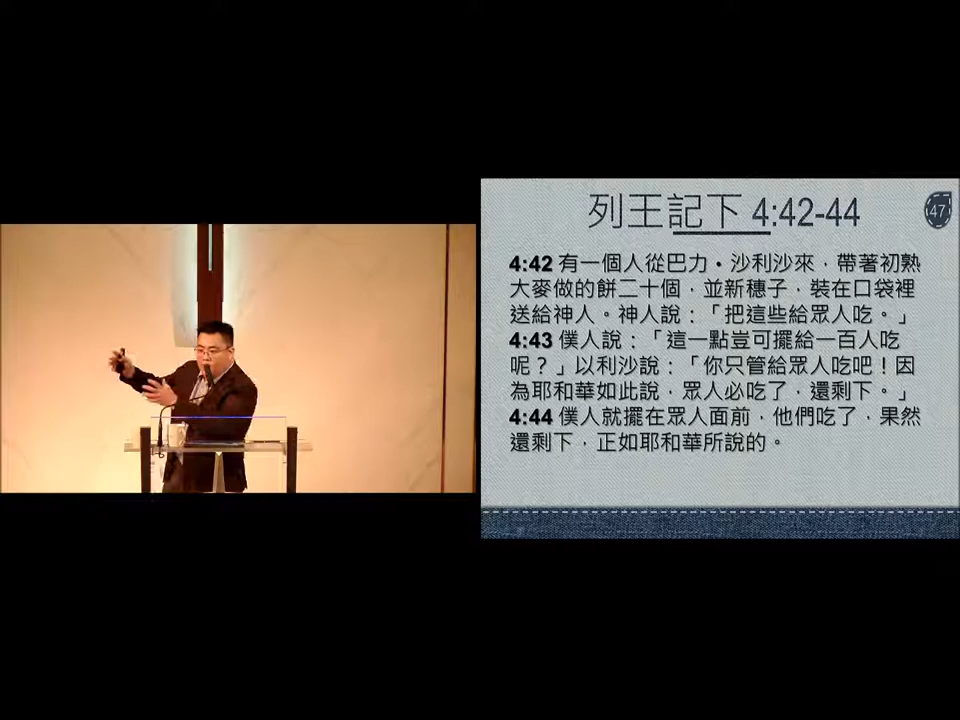 列王記下 4:42-44
47
4:42 有一個人從巴力·沙利沙來，帶著初熟
大麥做的餅二十個，並新穗子，裝在口袋裡
送給神人。神人說：「把這些給眾人吃。」
4:43 僕人說：「這一點豈可擺給一百人吃
呢？」以利沙說：「你只管給眾人吃吧！因
為耶和華如此說，眾人必吃了，還剩下。」
4:44 僕人就擺在眾人面前，他們吃了，果然
還剩下，正如耶和華所說的。